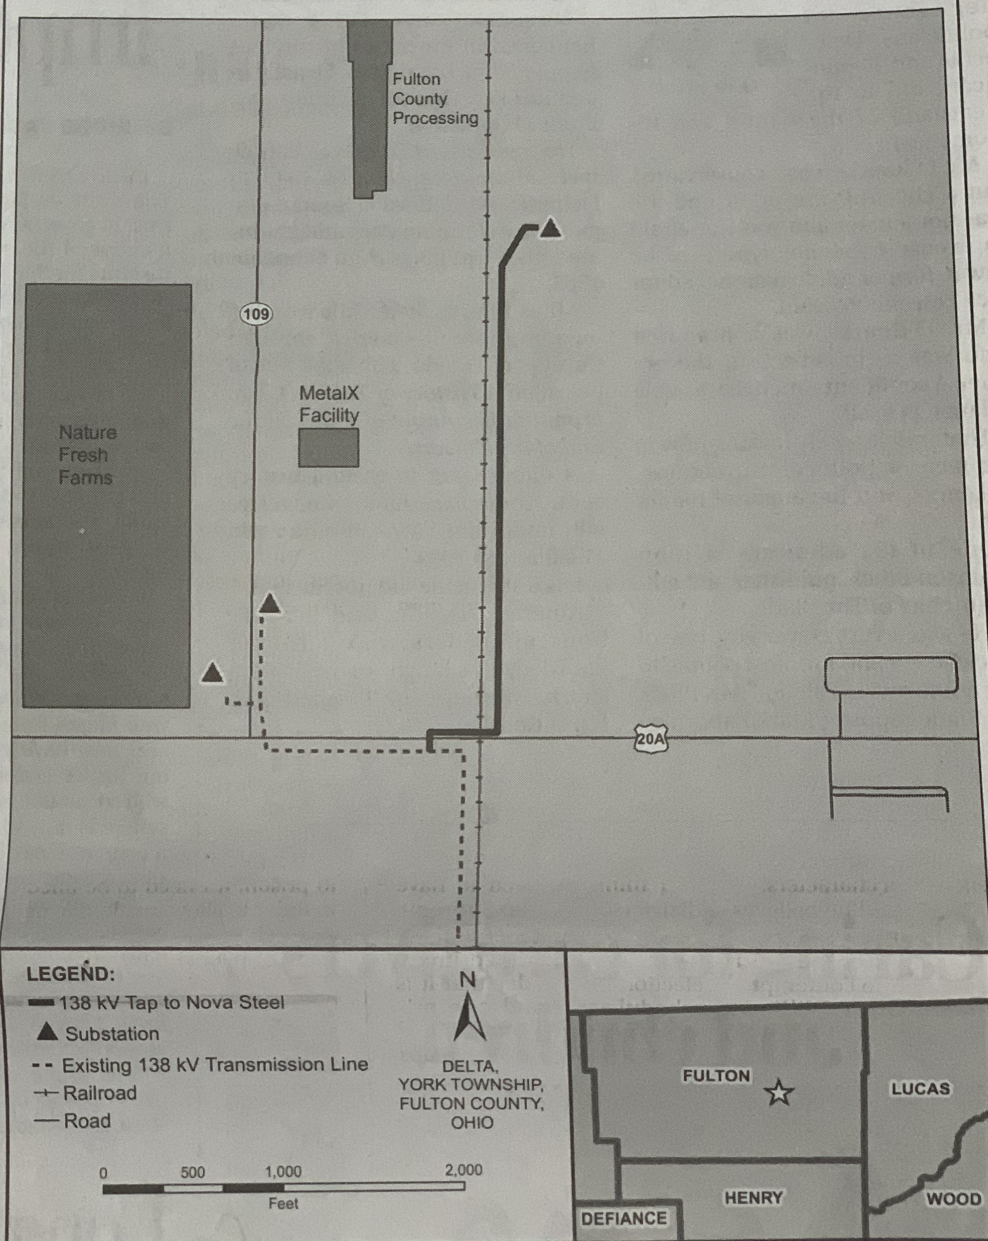 Fulton
County
Processing
109
MetalX
Facility
Nature
Fresh
Farms
20A
LEGEND:
138 kV Tap to Nova Steel
Substation
Existing 138 kV Transmission Line
Railroad
Road
0 500 1,000 2,000
Feet
N
DELTA,
YORK TOWNSHIP,
FULTON COUNTY,
OHIO
FULTON
LUCAS
HENRY
WOOD
DEFIANCE